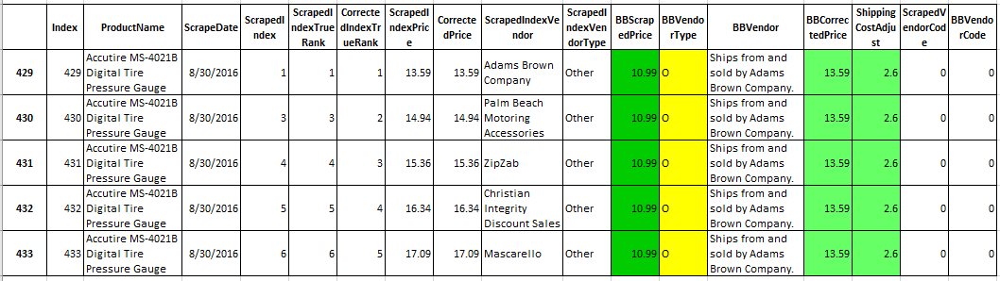 Index ProductName ScrapeDate ScrapedIndex ScrapedIndexTrueRank CorrectedIndexTrueRank ScrapedIndexPrice CorrectedPrice ScrapedIndexVendor ScrapedIndexVendorType BBScrapedPrice BBVendorType BBVendor BBCorrectedPrice ShippingCostAdjust ScrapedVendorCode BBVendorCode
429 429 Accutire MS-4021B Digital Tire Pressure Gauge 8/30/2016 1 1 1 13.59 13.59 Adams Brown Company Other 10.99 O Ships from and sold by Adams Brown Company. 13.59 2.6 0 0
430 430 Accutire MS-4021B Digital Tire Pressure Gauge 8/30/2016 3 3 2 14.94 14.94 Palm Beach Motoring Accessories Other 10.99 O Ships from and sold by Adams Brown Company. 13.59 2.6 0 0
431 431 Accutire MS-4021B Digital Tire Pressure Gauge 8/30/2016 4 4 3 15.36 15.36 ZipZab Other 10.99 O Ships from and sold by Adams Brown Company. 13.59 2.6 0 0
432 432 Accutire MS-4021B Digital Tire Pressure Gauge 8/30/2016 5 5 4 16.34 16.34 Christian Integrity Discount Sales Other 10.99 O Ships from and sold by Adams Brown Company. 13.59 2.6 0 0
433 433 Accutire MS-4021B Digital Tire Pressure Gauge 8/30/2016 6 6 5 17.09 17.09 Mascarello Other 10.99 O Ships from and sold by Adams Brown Company. 13.59 2.6 0 0